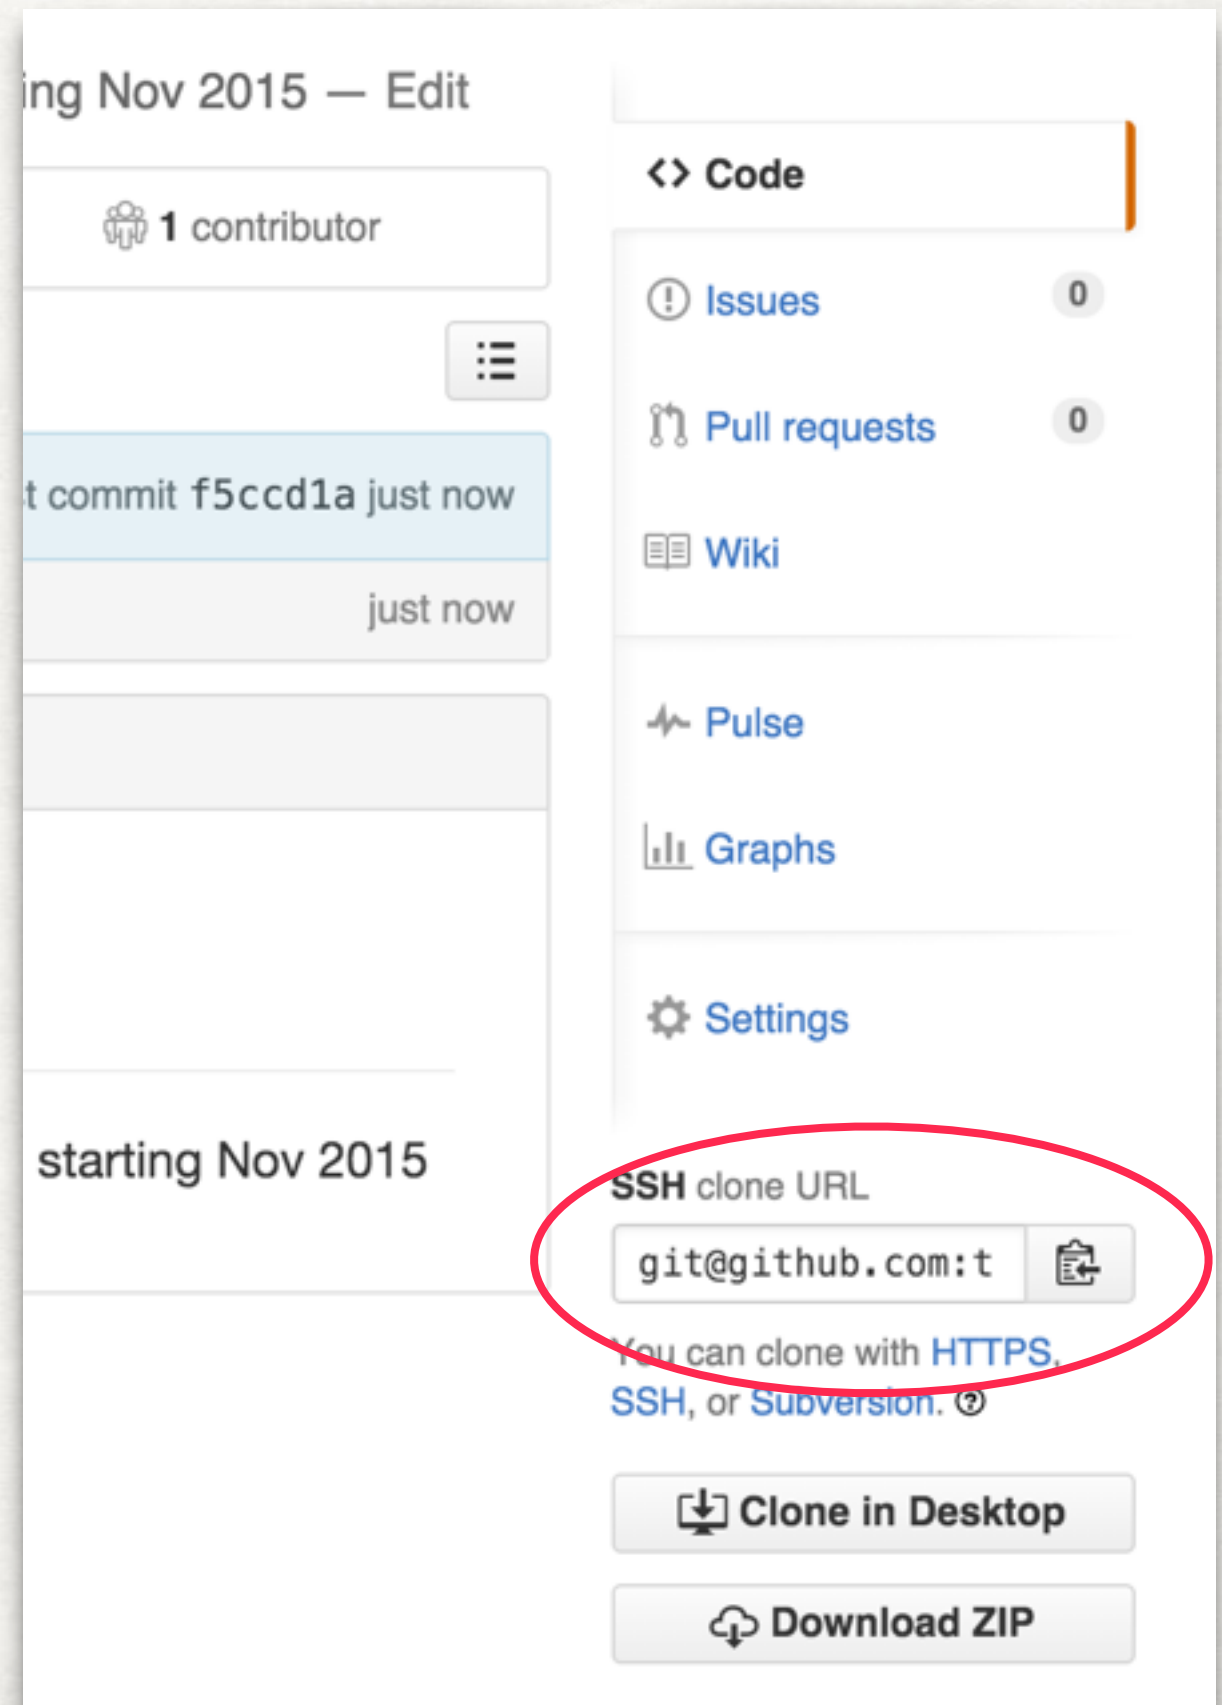 ing Nov 2015 — Edit
1 contributor
t commit f5ccd1a just now
just now
starting Nov 2015
Code
Issues 0
Pull requests 0
Wiki
Pulse
Graphs
Settings
SSH clone URL
git@github.com:t
You can clone with HTTPS,
SSH, or Subversion.
Clone in Desktop
Download ZIP